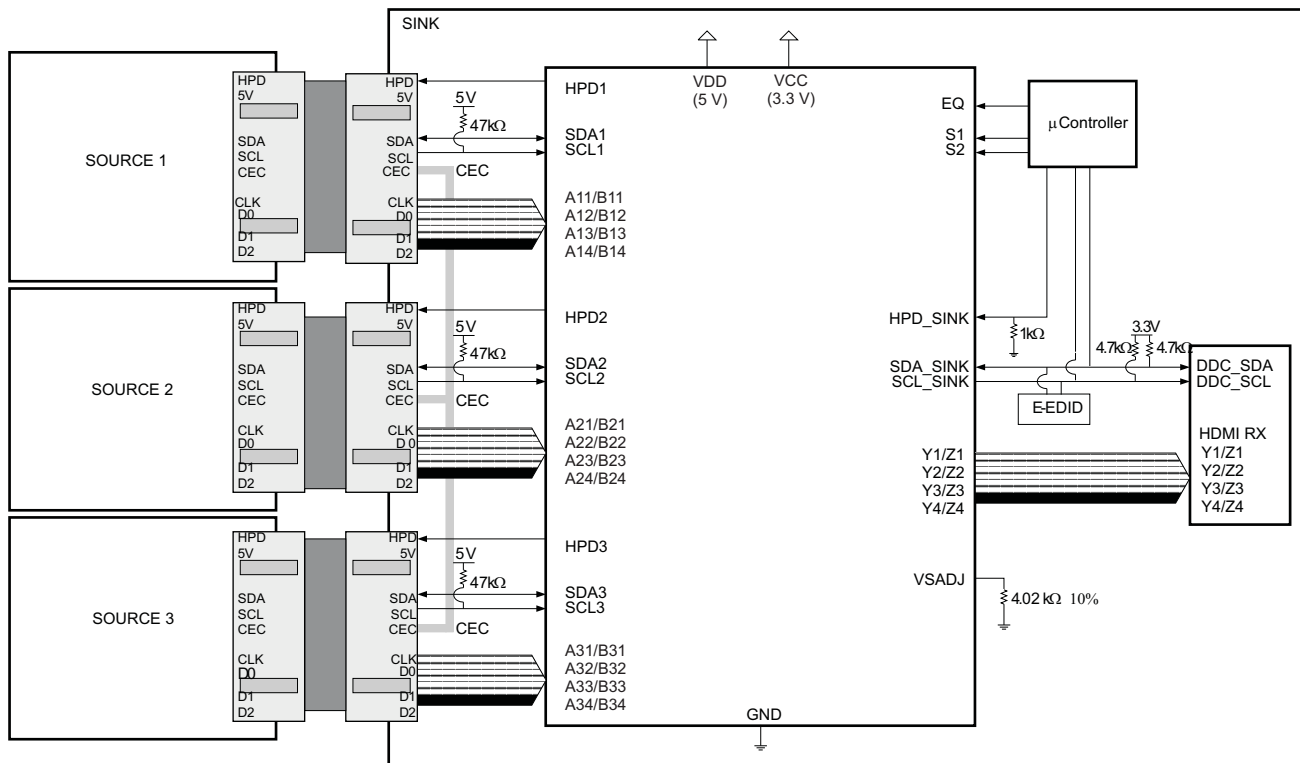 SINK
SOURCE 1
HPD
5V
SDA
SCL
CEC
CLK
D0
D1
D2
HPD
5V
SDA
SCL
CEC
CLK
D0
D1
D2
5V
47kΩ
CEC
HPD1
SDA1
SCL1
A11/B11
A12/B12
A13/B13
A14/B14
SOURCE 2
HPD
5V
SDA
SCL
CEC
CLK
D0
D1
D2
HPD
5V
SDA
SCL
CEC
CLK
D 0
D1
D2
5V
47kΩ
CEC
HPD2
SDA2
SCL2
A21/B21
A22/B22
A23/B23
A24/B24
SOURCE 3
HPD
5V
SDA
SCL
CEC
CLK
D0
D1
D2
HPD
5V
SDA
SCL
CEC
CLK
D0
D1
D2
5V
47kΩ
CEC
HPD3
SDA3
SCL3
A31/B31
A32/B32
A33/B33
A34/B34
VDD
(5 V)
VCC
(3.3 V)
EQ
S1
S2
μController
HPD_SINK
1kΩ
3.3V
4.7kΩ
4.7kΩ
SDA_SINK
SCL_SINK
E-EDID
DDC_SDA
DDC_SCL
HDMI RX
Y1/Z1
Y2/Z2
Y3/Z3
Y4/Z4
Y1/Z1
Y2/Z2
Y3/Z3
Y4/Z4
VSADJ
4.02 kΩ 10%
GND